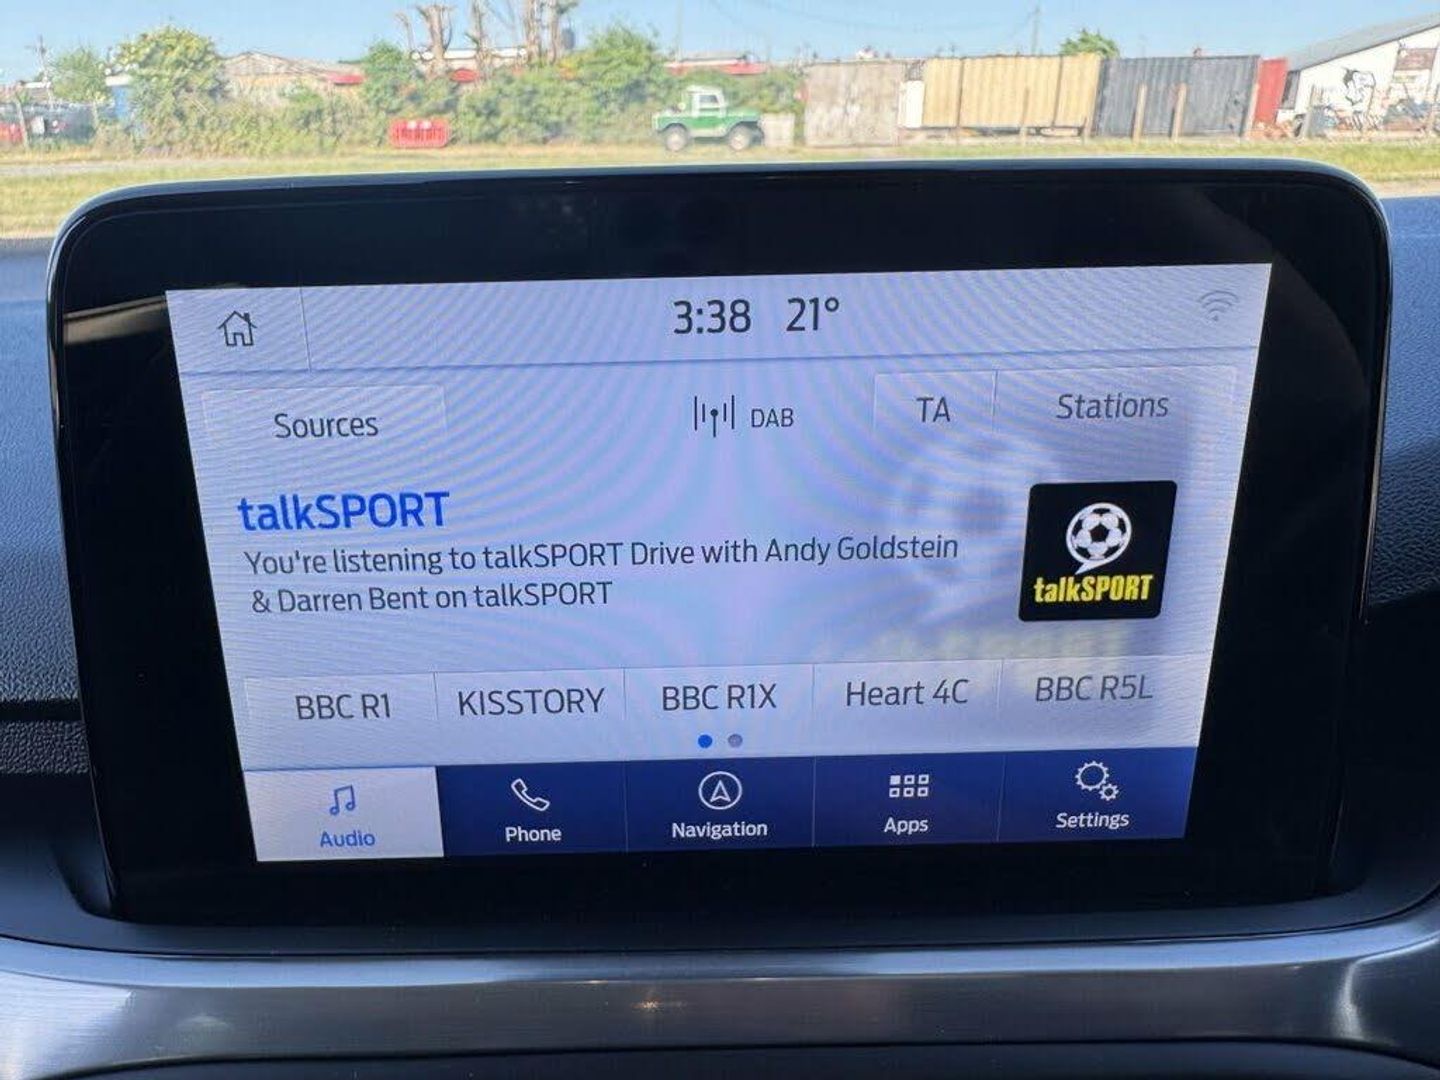 3:38 21°
Sources DAB TA Stations
talkSPORT
You're listening to talkSPORT Drive with Andy Goldstein
& Darren Bent on talkSPORT
talkSPORT
BBC R1 KISSTORY BBC R1X Heart 4C BBC R5L
Audio Phone Navigation Apps Settings